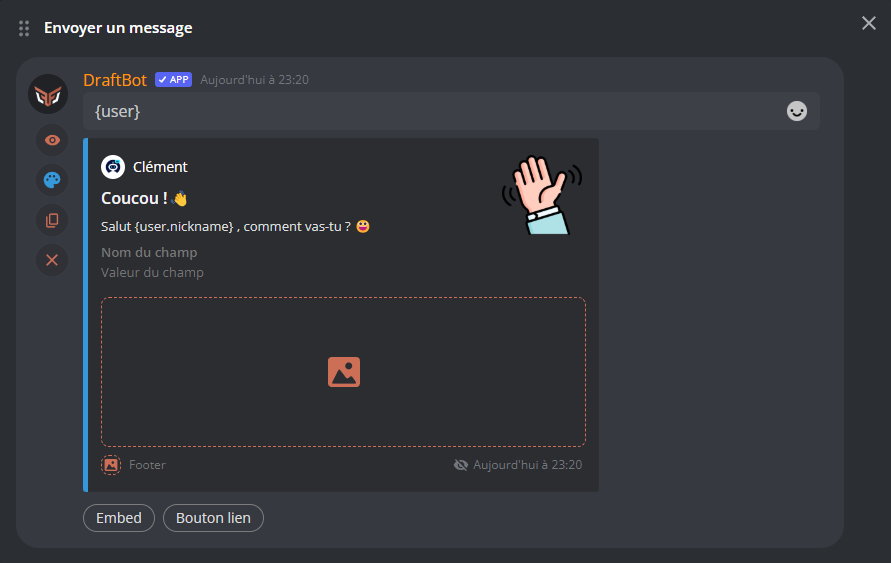 Envoyer un message
DraftBot ✓ APP Aujourd'hui à 23:20
{user}
Clément
Coucou ! 👋
Salut {user.nickname} , comment vas-tu ? 😀
Nom du champ
Valeur du champ
Footer Aujourd'hui à 23:20
Embed Bouton lien